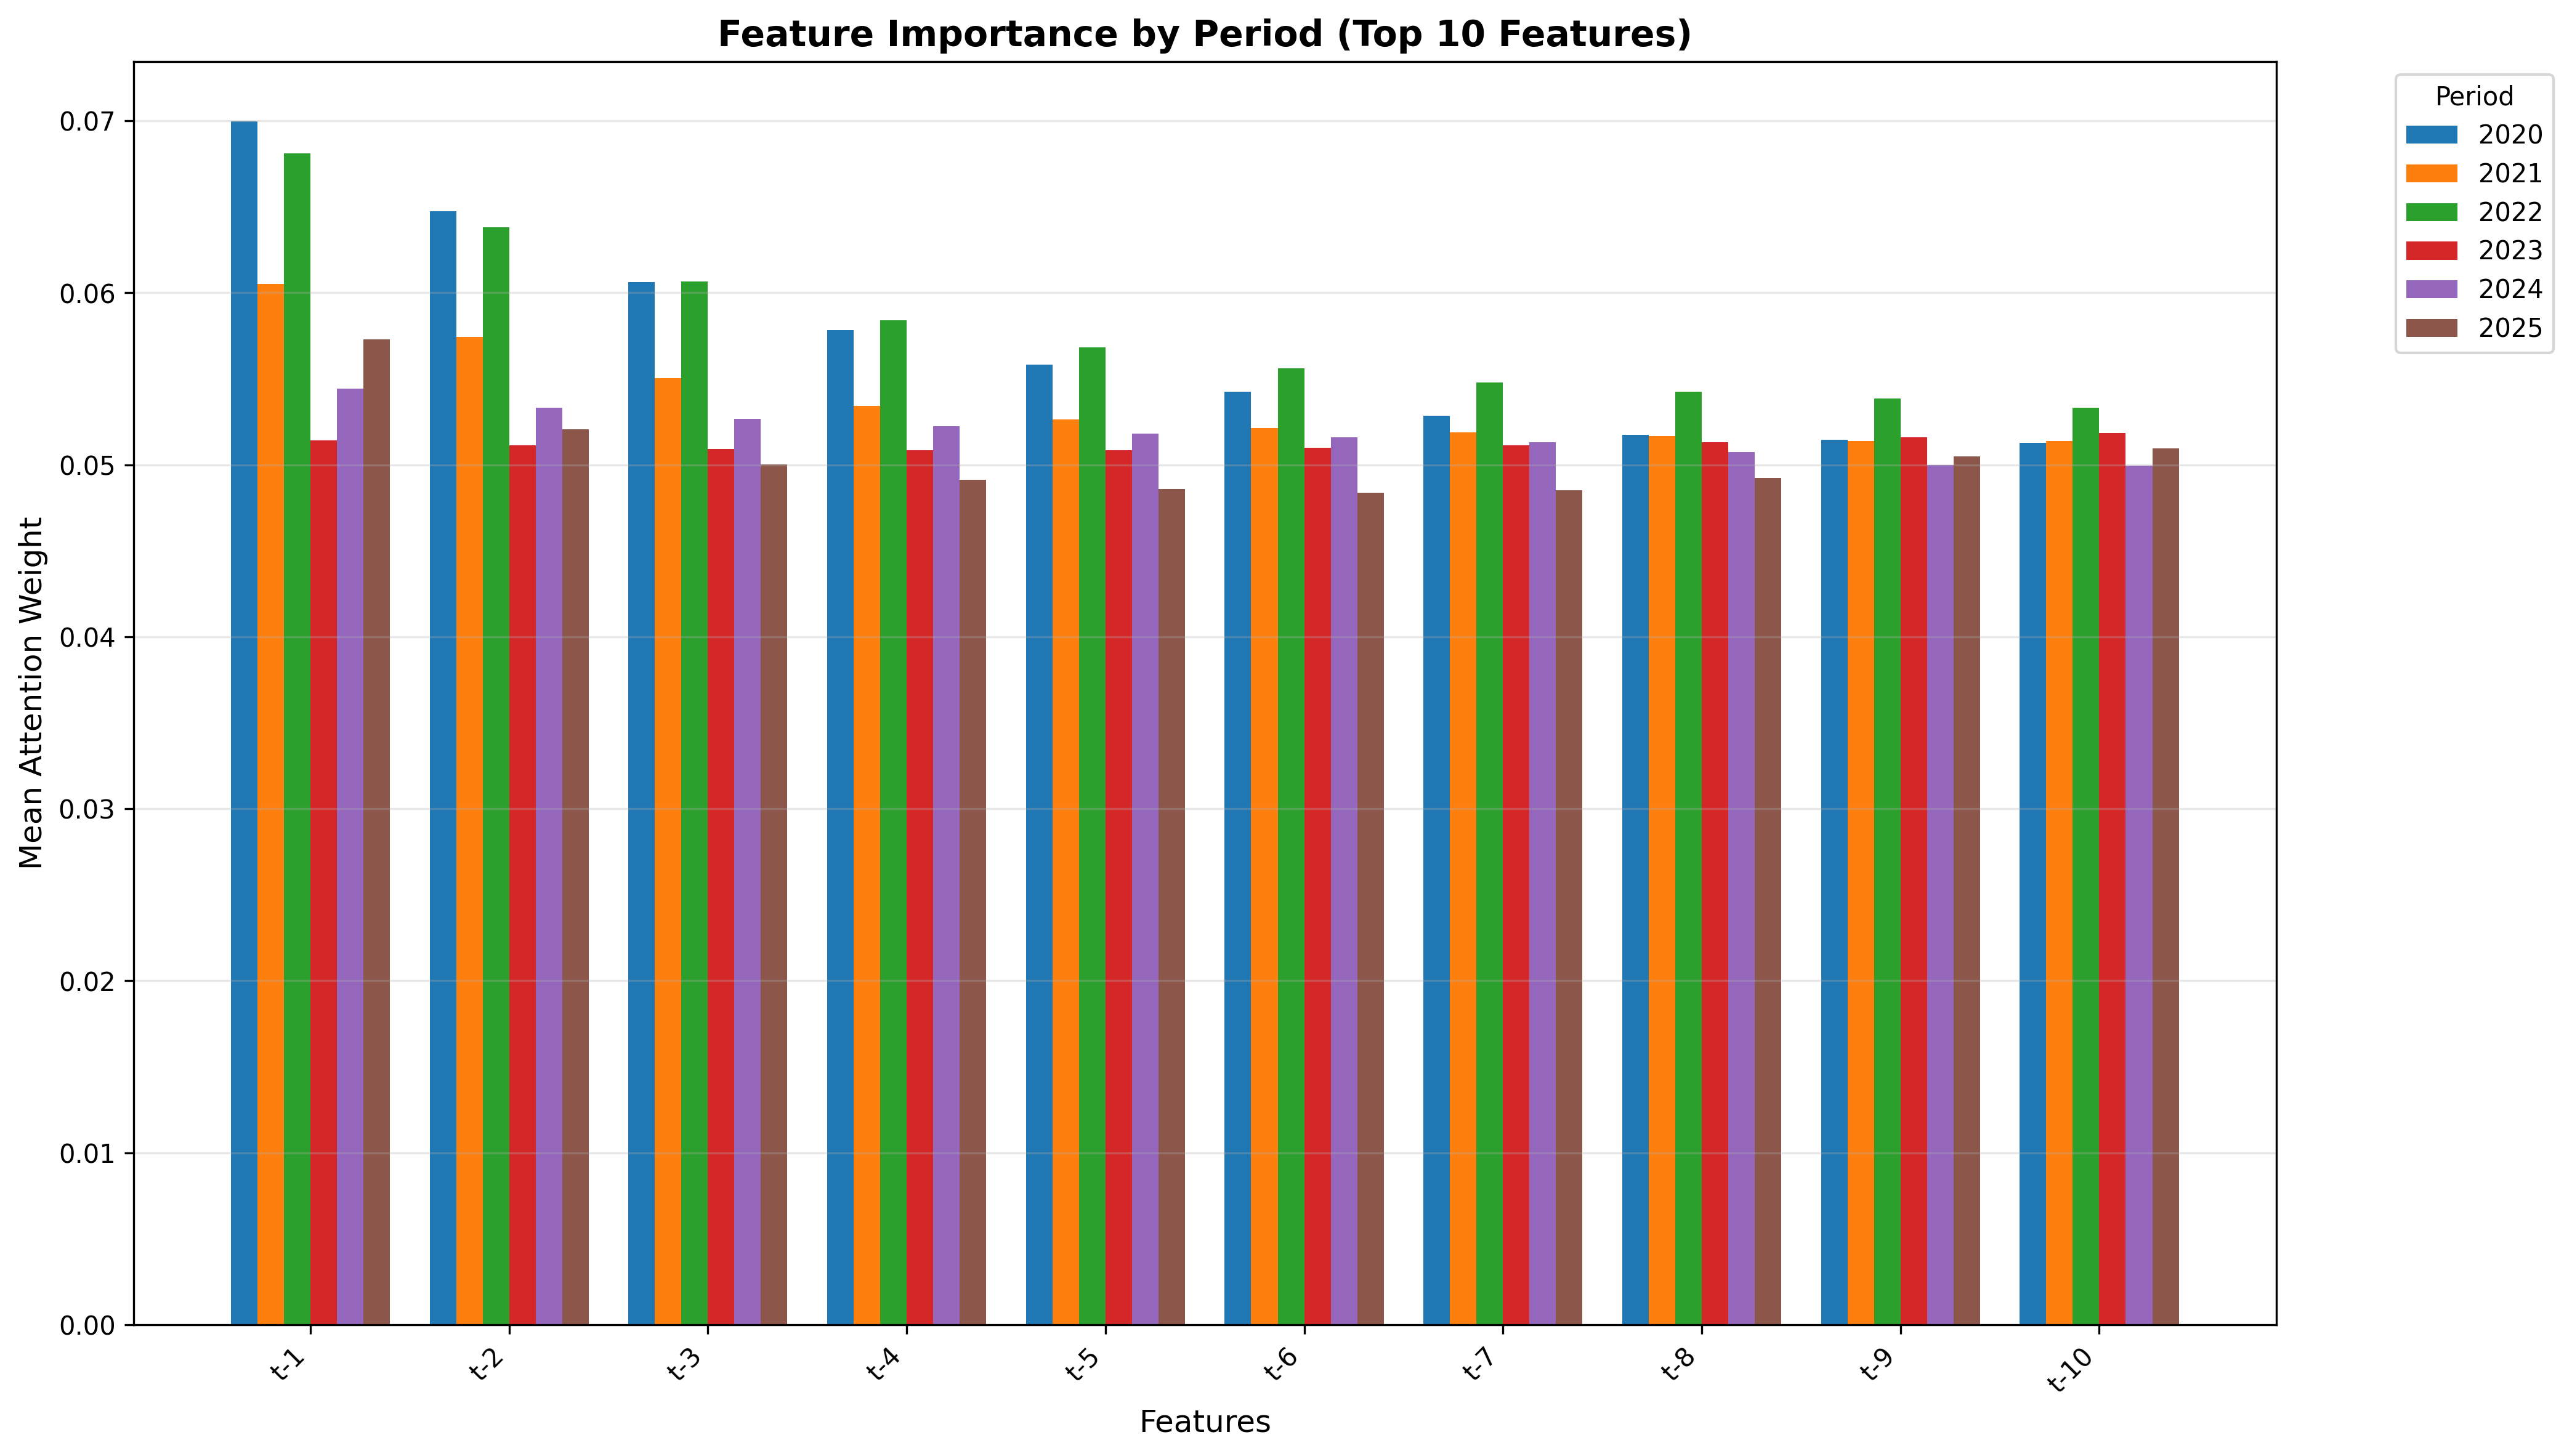 Feature Importance by Period (Top 10 Features)
Period
2020
2021
2022
2023
2024
2025
Mean Attention Weight
0.07
0.06
0.05
0.04
0.03
0.02
0.01
0.00
t-1
t-2
t-3
t-4
t-5
t-6
t-7
t-8
t-9
t-10
Features